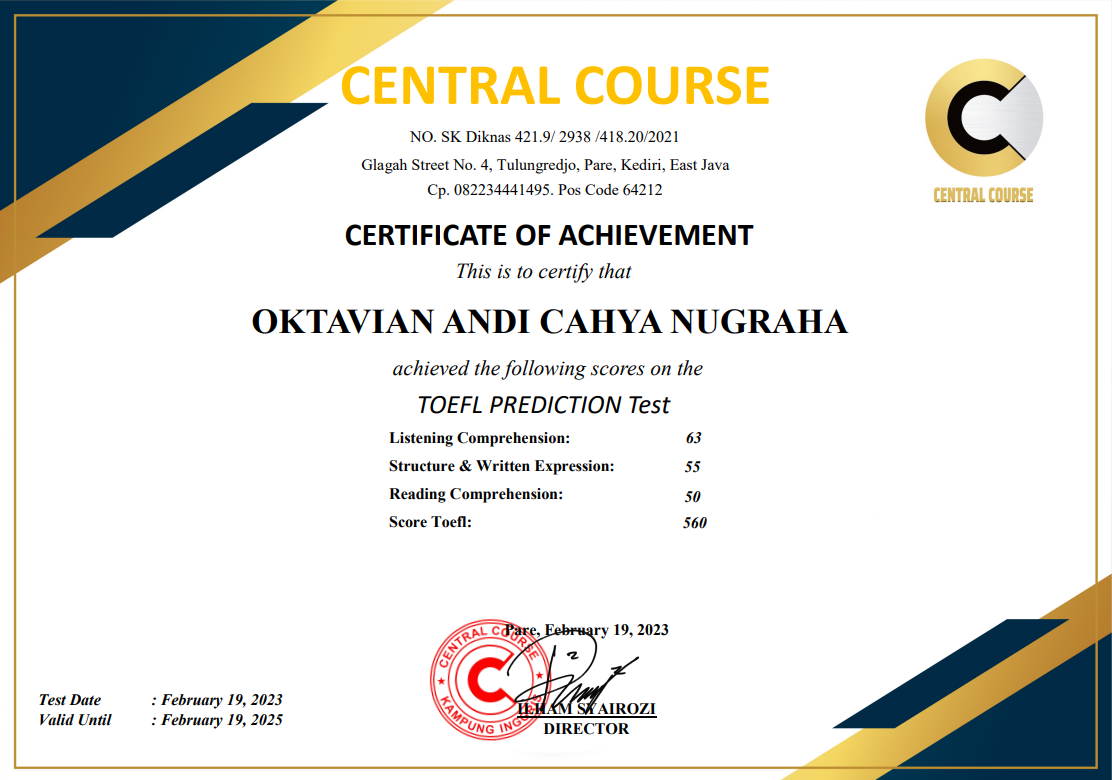 CENTRAL COURSE
NO. SK Diknas 421.9/ 2938 /418.20/2021
Glagah Street No. 4, Tulungredjo, Pare, Kediri, East Java
Cp. 082234441495. Pos Code 64212
CENTRAL COURSE
CERTIFICATE OF ACHIEVEMENT
This is to certify that
OKTAVIAN ANDI CAHYA NUGRAHA
achieved the following scores on the
TOEFL PREDICTION Test
Listening Comprehension: 63
Structure & Written Expression: 55
Reading Comprehension: 50
Score Toefl: 560
Pare, February 19, 2023
CENTRAL COURSE
KAMPUNG INGGRIS
ILHAM SYAIROZI
DIRECTOR
Test Date : February 19, 2023
Valid Until : February 19, 2025